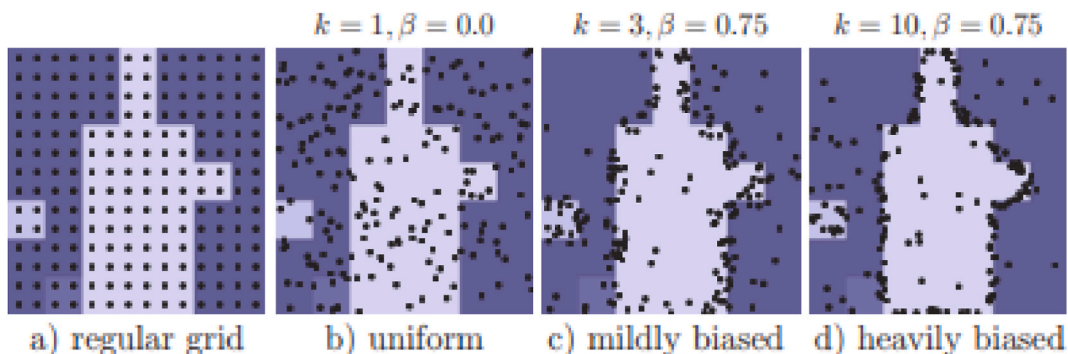 k = 1, β = 0.0
k = 3, β = 0.75
k = 10, β = 0.75
a) regular grid
b) uniform
c) mildly biased
d) heavily biased